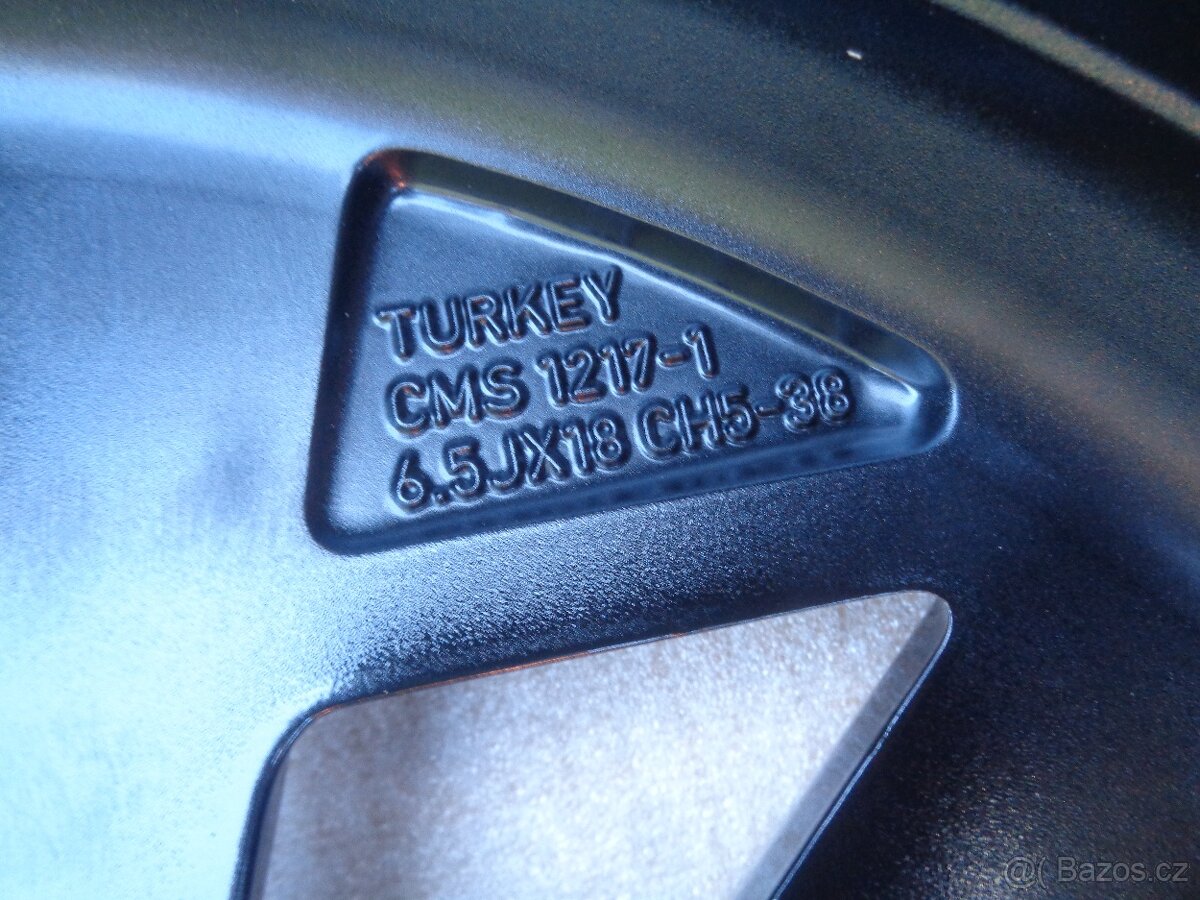 TURKEY
CMS 1217-1
6.5JX18 CH5-38
@( Bazos.cz